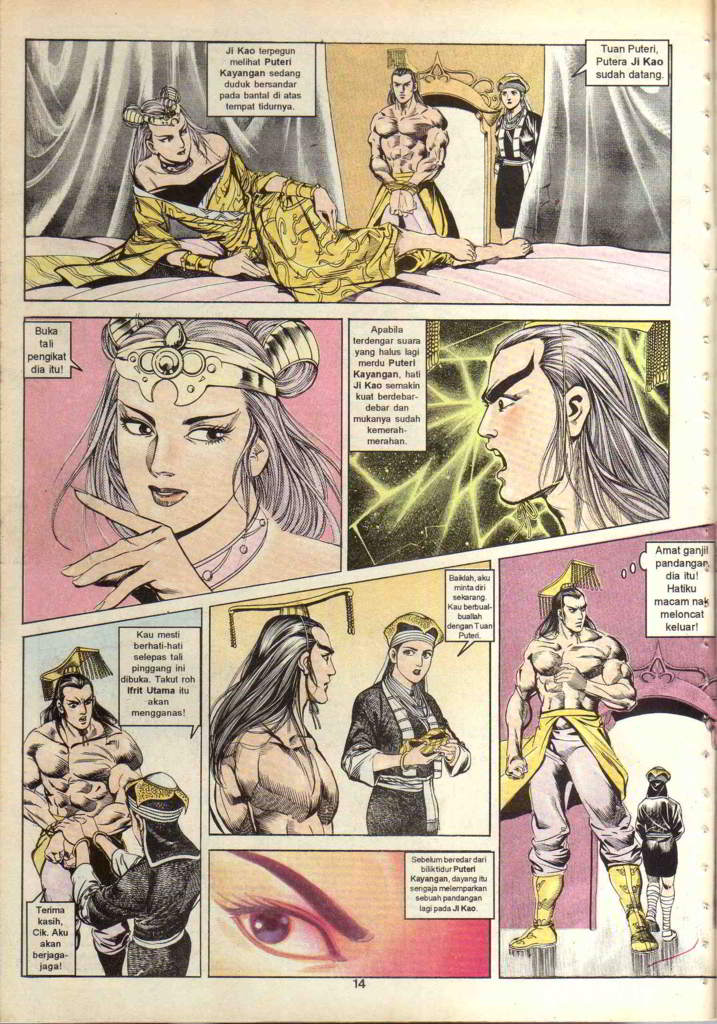 Ji Kao terpegun
melihat Puteri
Kayangan sedang
duduk bersandar
pada bantal di atas
tempat tidurnya.
Tuan Puteri,
Putera Ji Kao
sudah datang.
Buka
tali
pengikat
dia itu!
Apabila
terdengar suara
yang halus lagi
merdu Puteri
Kayangan, hati
Ji Kao semakin
kuat berdebar-
debar dan
mukanya sudah
kemerah-
merahan.
Kau mesti
berhati-hati
selepas tali
pinggang ini
dibuka. Takut roh
Ifrit Utama itu
akan
mengganas!
Terima
kasih,
Cik. Aku
akan
berjaga-
jaga!
Baiklah, aku
minta diri
sekarang.
Kau berbual-
buallah
dengan Tuan
Puteri.
Sebelum beredar dari
biliktidur Puteri
Kayangan, dayang itu
sengaja melemparkan
sebuah pandangan
lagi pada Ji Kao.
Amat ganjil
pandangan
dia itu!
Hatiku
macam nak
meloncat
keluar!
14